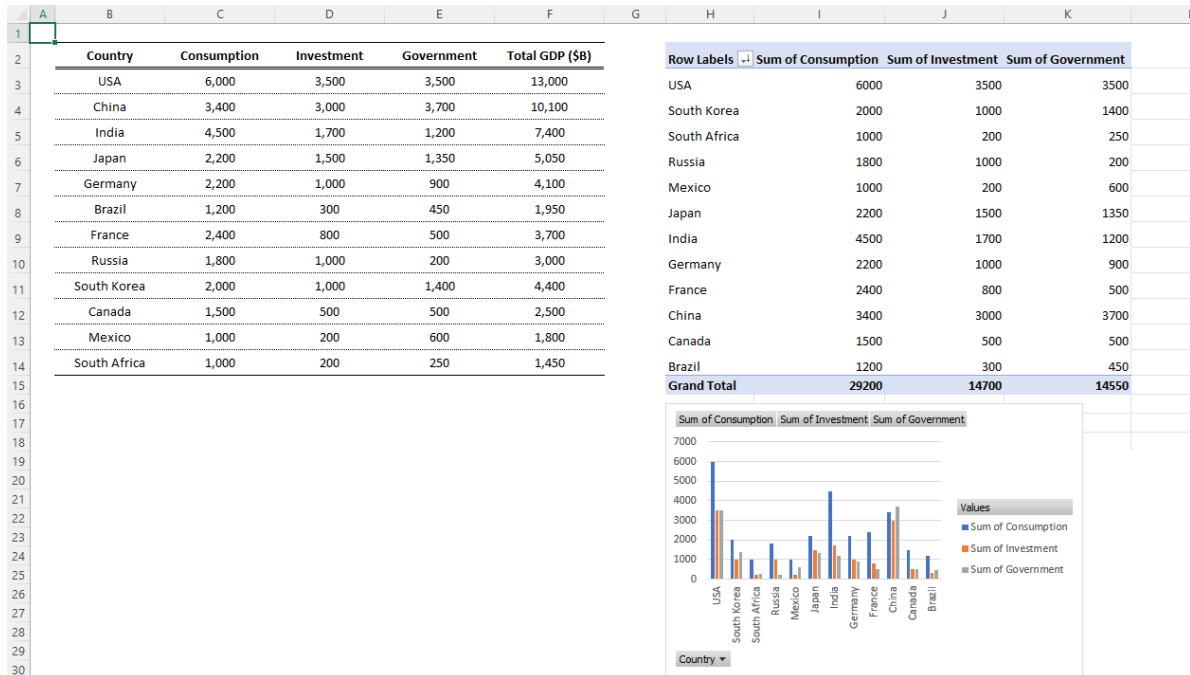 A B C D E F G H I J K
1
2 Country Consumption Investment Government Total GDP ($B) Row Labels Sum of Consumption Sum of Investment Sum of Government
3 USA 6,000 3,500 3,500 13,000 USA 6000 3500 3500
4 China 3,400 3,000 3,700 10,100 South Korea 2000 1000 1400
5 India 4,500 1,700 1,200 7,400 South Africa 1000 200 250
6 Japan 2,200 1,500 1,350 5,050 Russia 1800 1000 200
7 Germany 2,200 1,000 900 4,100 Mexico 1000 200 600
8 Brazil 1,200 300 450 1,950 Japan 2200 1500 1350
9 France 2,400 800 500 3,700 India 4500 1700 1200
10 Russia 1,800 1,000 200 3,000 Germany 2200 1000 900
11 South Korea 2,000 1,000 1,400 4,400 France 2400 800 500
12 Canada 1,500 500 500 2,500 China 3400 3000 3700
13 Mexico 1,000 200 600 1,800 Canada 1500 500 500
14 South Africa 1,000 200 250 1,450 Brazil 1200 300 450
15 Grand Total 29200 14700 14550
16
17 Sum of Consumption Sum of Investment Sum of Government
18 7000
19 6000
20 5000
21 4000
22 3000 Values
23 2000 Sum of Consumption
24 1000 Sum of Investment
25 0 Sum of Government
26
27 USA South Korea South Africa Russia Mexico Japan India Germany France China Canada Brazil
28
29
30 Country